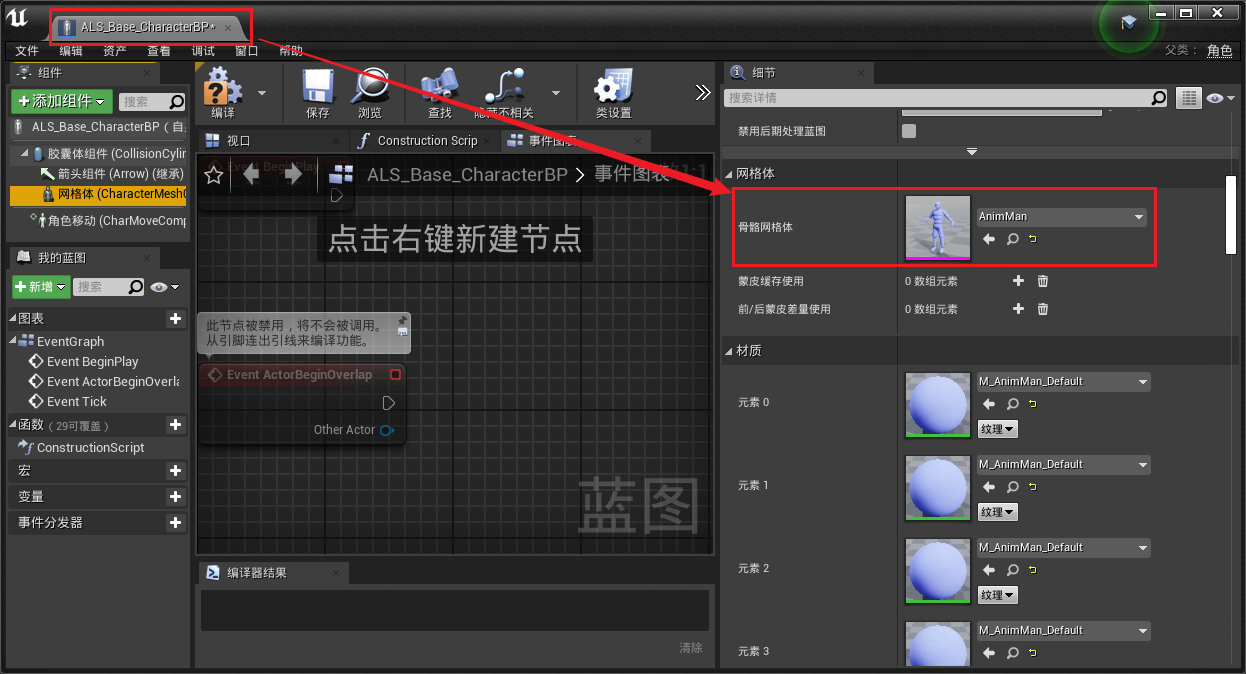 ALS_Base_CharacterBP*
文件 编辑 资产 查看 调试 窗口 帮助
父类： 角色
组件
添加组件
搜索
ALS_Base_CharacterBP（自
胶囊体组件 (CollisionCylin
箭头组件 (Arrow) (继承)
网格体 (CharacterMesh0
角色移动 (CharMoveComp
我的蓝图
新增
搜索
图表
EventGraph
Event BeginPlay
Event ActorBeginOverla
Event Tick
函数 （29可覆盖）
ConstructionScript
宏
变量
事件分发器
编译
保存
浏览
查找
隐藏不相关
类设置
视口
Construction Scrip
事件图表
Event BeginPlay
ALS_Base_CharacterBP > 事件图表
点击右键新建节点
此节点被禁用，将不会被调用。
从引脚连出引线来编译功能。
Event ActorBeginOverlap
Other Actor
蓝图
编译器结果
清除
细节
搜索详情
禁用后期处理蓝图
网格体
骨骼网格体
AnimMan
蒙皮缓存使用
0 数组元素
前/后蒙皮差量使用
0 数组元素
材质
元素 0
M_AnimMan_Default
纹理
元素 1
M_AnimMan_Default
纹理
元素 2
M_AnimMan_Default
纹理
元素 3
M_AnimMan_Default